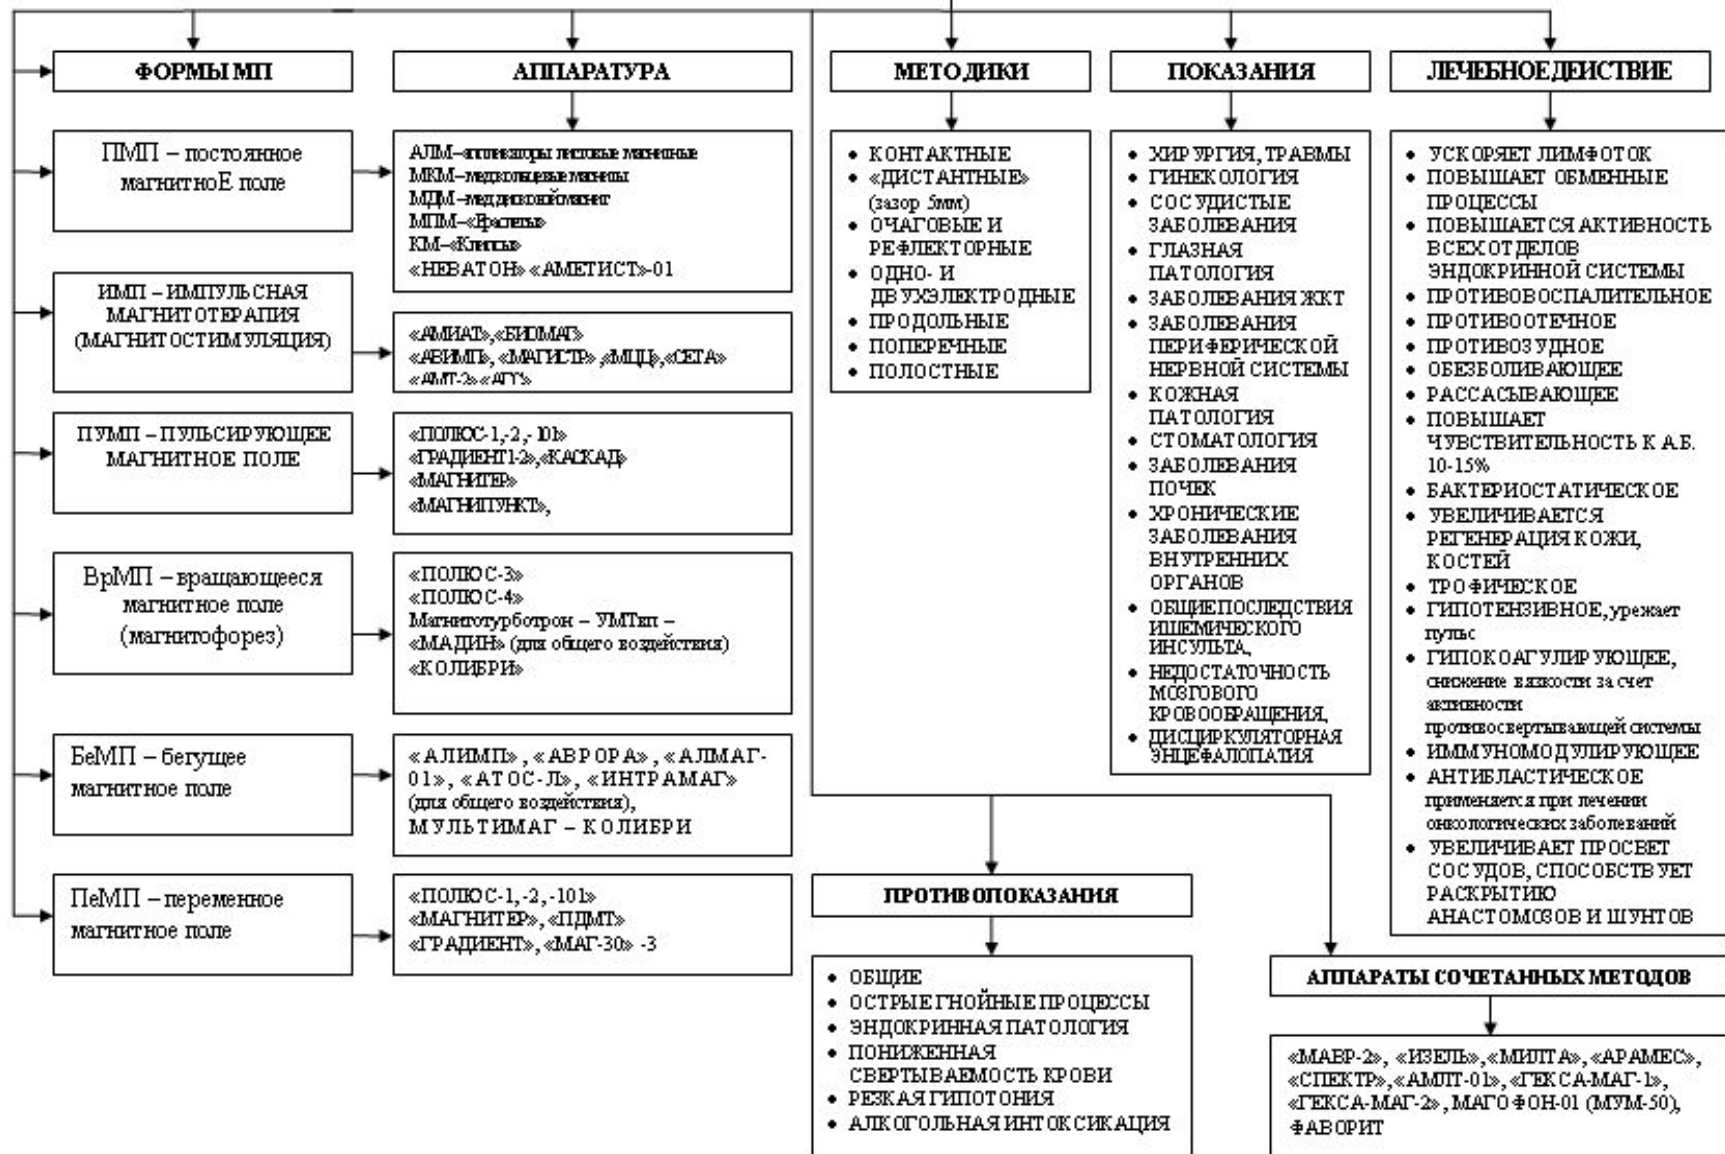 ФОРМЫ МП
ПМП – постоянное
магнитноЕ поле
ИМП – ИМПУЛЬСНАЯ
МАГНИТОТЕРАПИЯ
(МАГНИТОСТИМУЛЯЦИЯ)
ПУМП – ПУЛЬСИРУЮЩЕЕ
МАГНИТНОЕ ПОЛЕ
ВрМП – вращающееся
магнитное поле
(магнитофорез)
БеМП – бегущее
магнитное поле
ПеМП – переменное
магнитное поле
АППАРАТУРА
АЛМ–аппликаторы листовые магнитные
МКМ–мед кольцевые магниты
МДМ–мед дисковой магнит
МПМ–«Браслеты»
КМ–«Клипсы»
«НЕВАТОН» «АМЕТИСТ»-01
«АМИАТ», «БИОМАГ»
«АВИМП», «МАГИСТР», «МЦЦ», «СЕТА»
«АМТ-2»
«ПОЛЮС-1,-2,-101»
«ГРАДИЕНТ1-2», «КАСКАД»
«МАГНИТЕР»
«МАГНИПУНКТ»,
«ПОЛЮС-3»
«ПОЛЮС-4»
Магнитотурботрон – УМТвп –
«МАДИН» (для общего воздействия)
«КОЛИБРИ»
«АЛИМП», «АВРОРА», «АЛМАГ-
01», «АТОС-Л», «ИНТРАМАГ»
(для общего воздействия),
МУЛЬТИМАГ – КОЛИБРИ
«ПОЛЮС-1,-2,-101»
«МАГНИТЕР», «ПДМТ»
«ГРАДИЕНТ», «МАГ-30» -3
МЕТОДИКИ
• КОНТАКТНЫЕ
• «ДИСТАНТНЫЕ»
(зазор 5мм)
• ОЧАГОВЫЕ И
РЕФЛЕКТОРНЫЕ
• ОДНО- И
ДВУХЭЛЕКТРОДНЫЕ
• ПРОДОЛЬНЫЕ
• ПОПЕРЕЧНЫЕ
• ПОЛОСТНЫЕ
ПОКАЗАНИЯ
• ХИРУРГИЯ, ТРАВМЫ
• ГИНЕКОЛОГИЯ
• СОСУДИСТЫЕ
ЗАБОЛЕВАНИЯ
• ГЛАЗНАЯ
ПАТОЛОГИЯ
• ЗАБОЛЕВАНИЯ ЖКТ
• ЗАБОЛЕВАНИЯ
ПЕРИФЕРИЧЕСКОЙ
НЕРВНОЙ СИСТЕМЫ
• КОЖНАЯ
ПАТОЛОГИЯ
• СТОМАТОЛОГИЯ
• ЗАБОЛЕВАНИЯ
ПОЧЕК
• ХРОНИЧЕСКИЕ
ЗАБОЛЕВАНИЯ
ВНУТРЕННИХ
ОРГАНОВ
• ОБЩИЕ ПОСЛЕДСТВИЯ
ИШЕМИЧЕСКОГО
ИНСУЛЬТА,
• НЕДОСТАТОЧНОСТЬ
МОЗГОВОГО
КРОВООБРАЩЕНИЯ,
• ДИСЦИРКУЛЯТОРНАЯ
ЭНЦЕФАЛОПАТИЯ
ЛЕЧЕБНОЕ ДЕЙСТВИЕ
• УСКОРЯЕТ ЛИМФОТОК
• ПОВЫШАЕТ ОБМЕННЫЕ
ПРОЦЕССЫ
• ПОВЫШАЕТСЯ АКТИВНОСТЬ
ВСЕХ ОТДЕЛОВ
ЭНДОКРИННОЙ СИСТЕМЫ
• ПРОТИВОВОСПАЛИТЕЛЬНОЕ
• ПРОТИВООТЕЧНОЕ
• ПРОТИВОЗУДНОЕ
• ОБЕЗБОЛИВАЮЩЕЕ
• РАССАСЫВАЮЩЕЕ
• ПОВЫШАЕТ
ЧУВСТВИТЕЛЬНОСТЬ К А.Б.
10-15%
• БАКТЕРИОСТАТИЧЕСКОЕ
• УВЕЛИЧИВАЕТСЯ
РЕГЕНЕРАЦИЯ КОЖИ,
КОСТЕЙ
• ТРОФИЧЕСКОЕ
• ГИПОТЕНЗИВНОЕ, урежает
пульс
• ГИПОКОАГУЛИРУЮЩЕЕ,
снижение вязкости за счет
активности
противосвертывающей системы
• ИММУНОМОДУЛИРУЮЩЕЕ
• АНТИБЛАСТИЧЕСКОЕ
применяется при лечении
онкологических заболеваний
• УВЕЛИЧИВАЕТ ПРОСВЕТ
СОСУДОВ, СПОСОБСТВУЕТ
РАСКРЫТИЮ
АНАСТОМОЗОВ И ШУНТОВ
ПРОТИВОПОКАЗАНИЯ
• ОБЩИЕ
• ОСТРЫЕ ГНОЙНЫЕ ПРОЦЕССЫ
• ЭНДОКРИННАЯ ПАТОЛОГИЯ
• ПОНИЖЕННАЯ
СВЕРТЫВАЕМОСТЬ КРОВИ
• РЕЗКАЯ ГИПОТОНИЯ
• АЛКОГОЛЬНАЯ ИНТОКСИКАЦИЯ
АППАРАТЫ СОЧЕТАННЫХ МЕТОДОВ
«МАВР-2», «ИЗЕЛЬ», «МИЛТА», «АРАМЕС»,
«СПЕКТР», «АМЛТ-01», «ГЕКСА-МАГ-1»,
«ГЕКСА-МАГ-2», МАГОФОН-01 (МУМ-50),
ФАВОРИТ